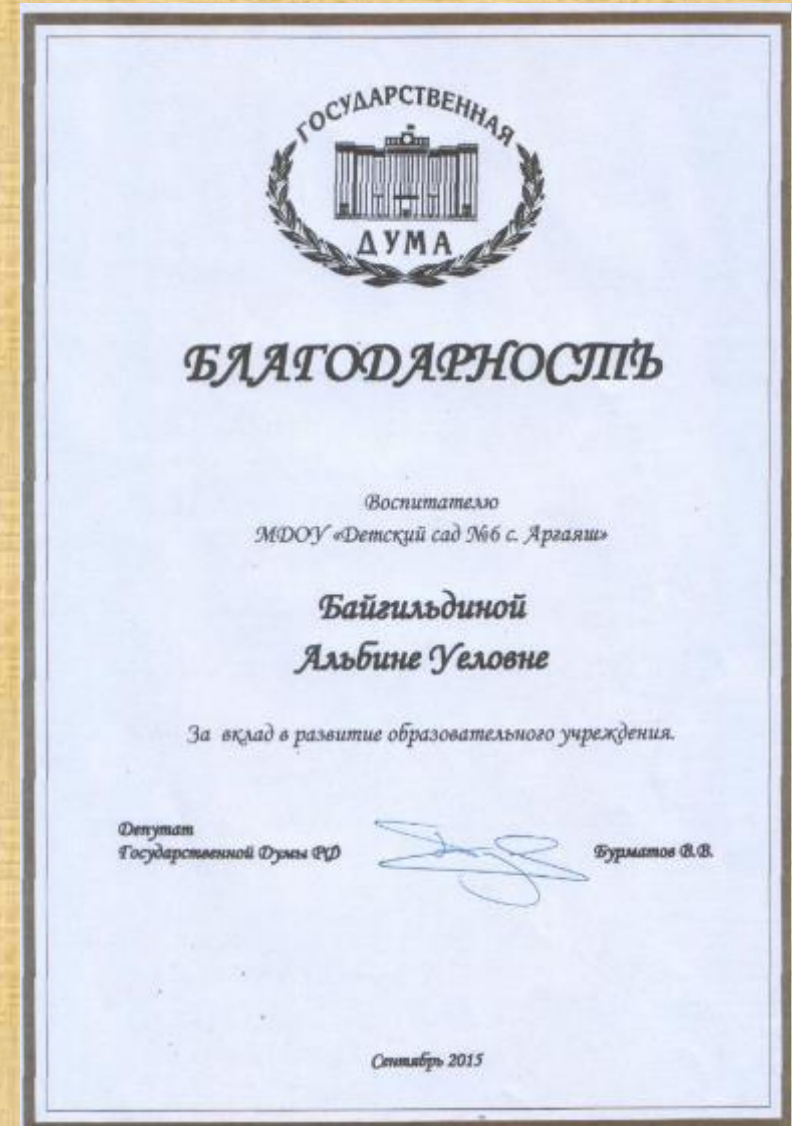 ГОСУДАРСТВЕННАЯ
ДУМА
БЛАГОДАРНОСТЬ
Воспитателю
МДОУ «Детский сад №6 с. Аргаяш»
Байгильдиной
Альбине Уеловне
За вклад в развитие образовательного учреждения.
Депутат
Государственной Думы РФ
Бурматов В.В.
Сентябрь 2015